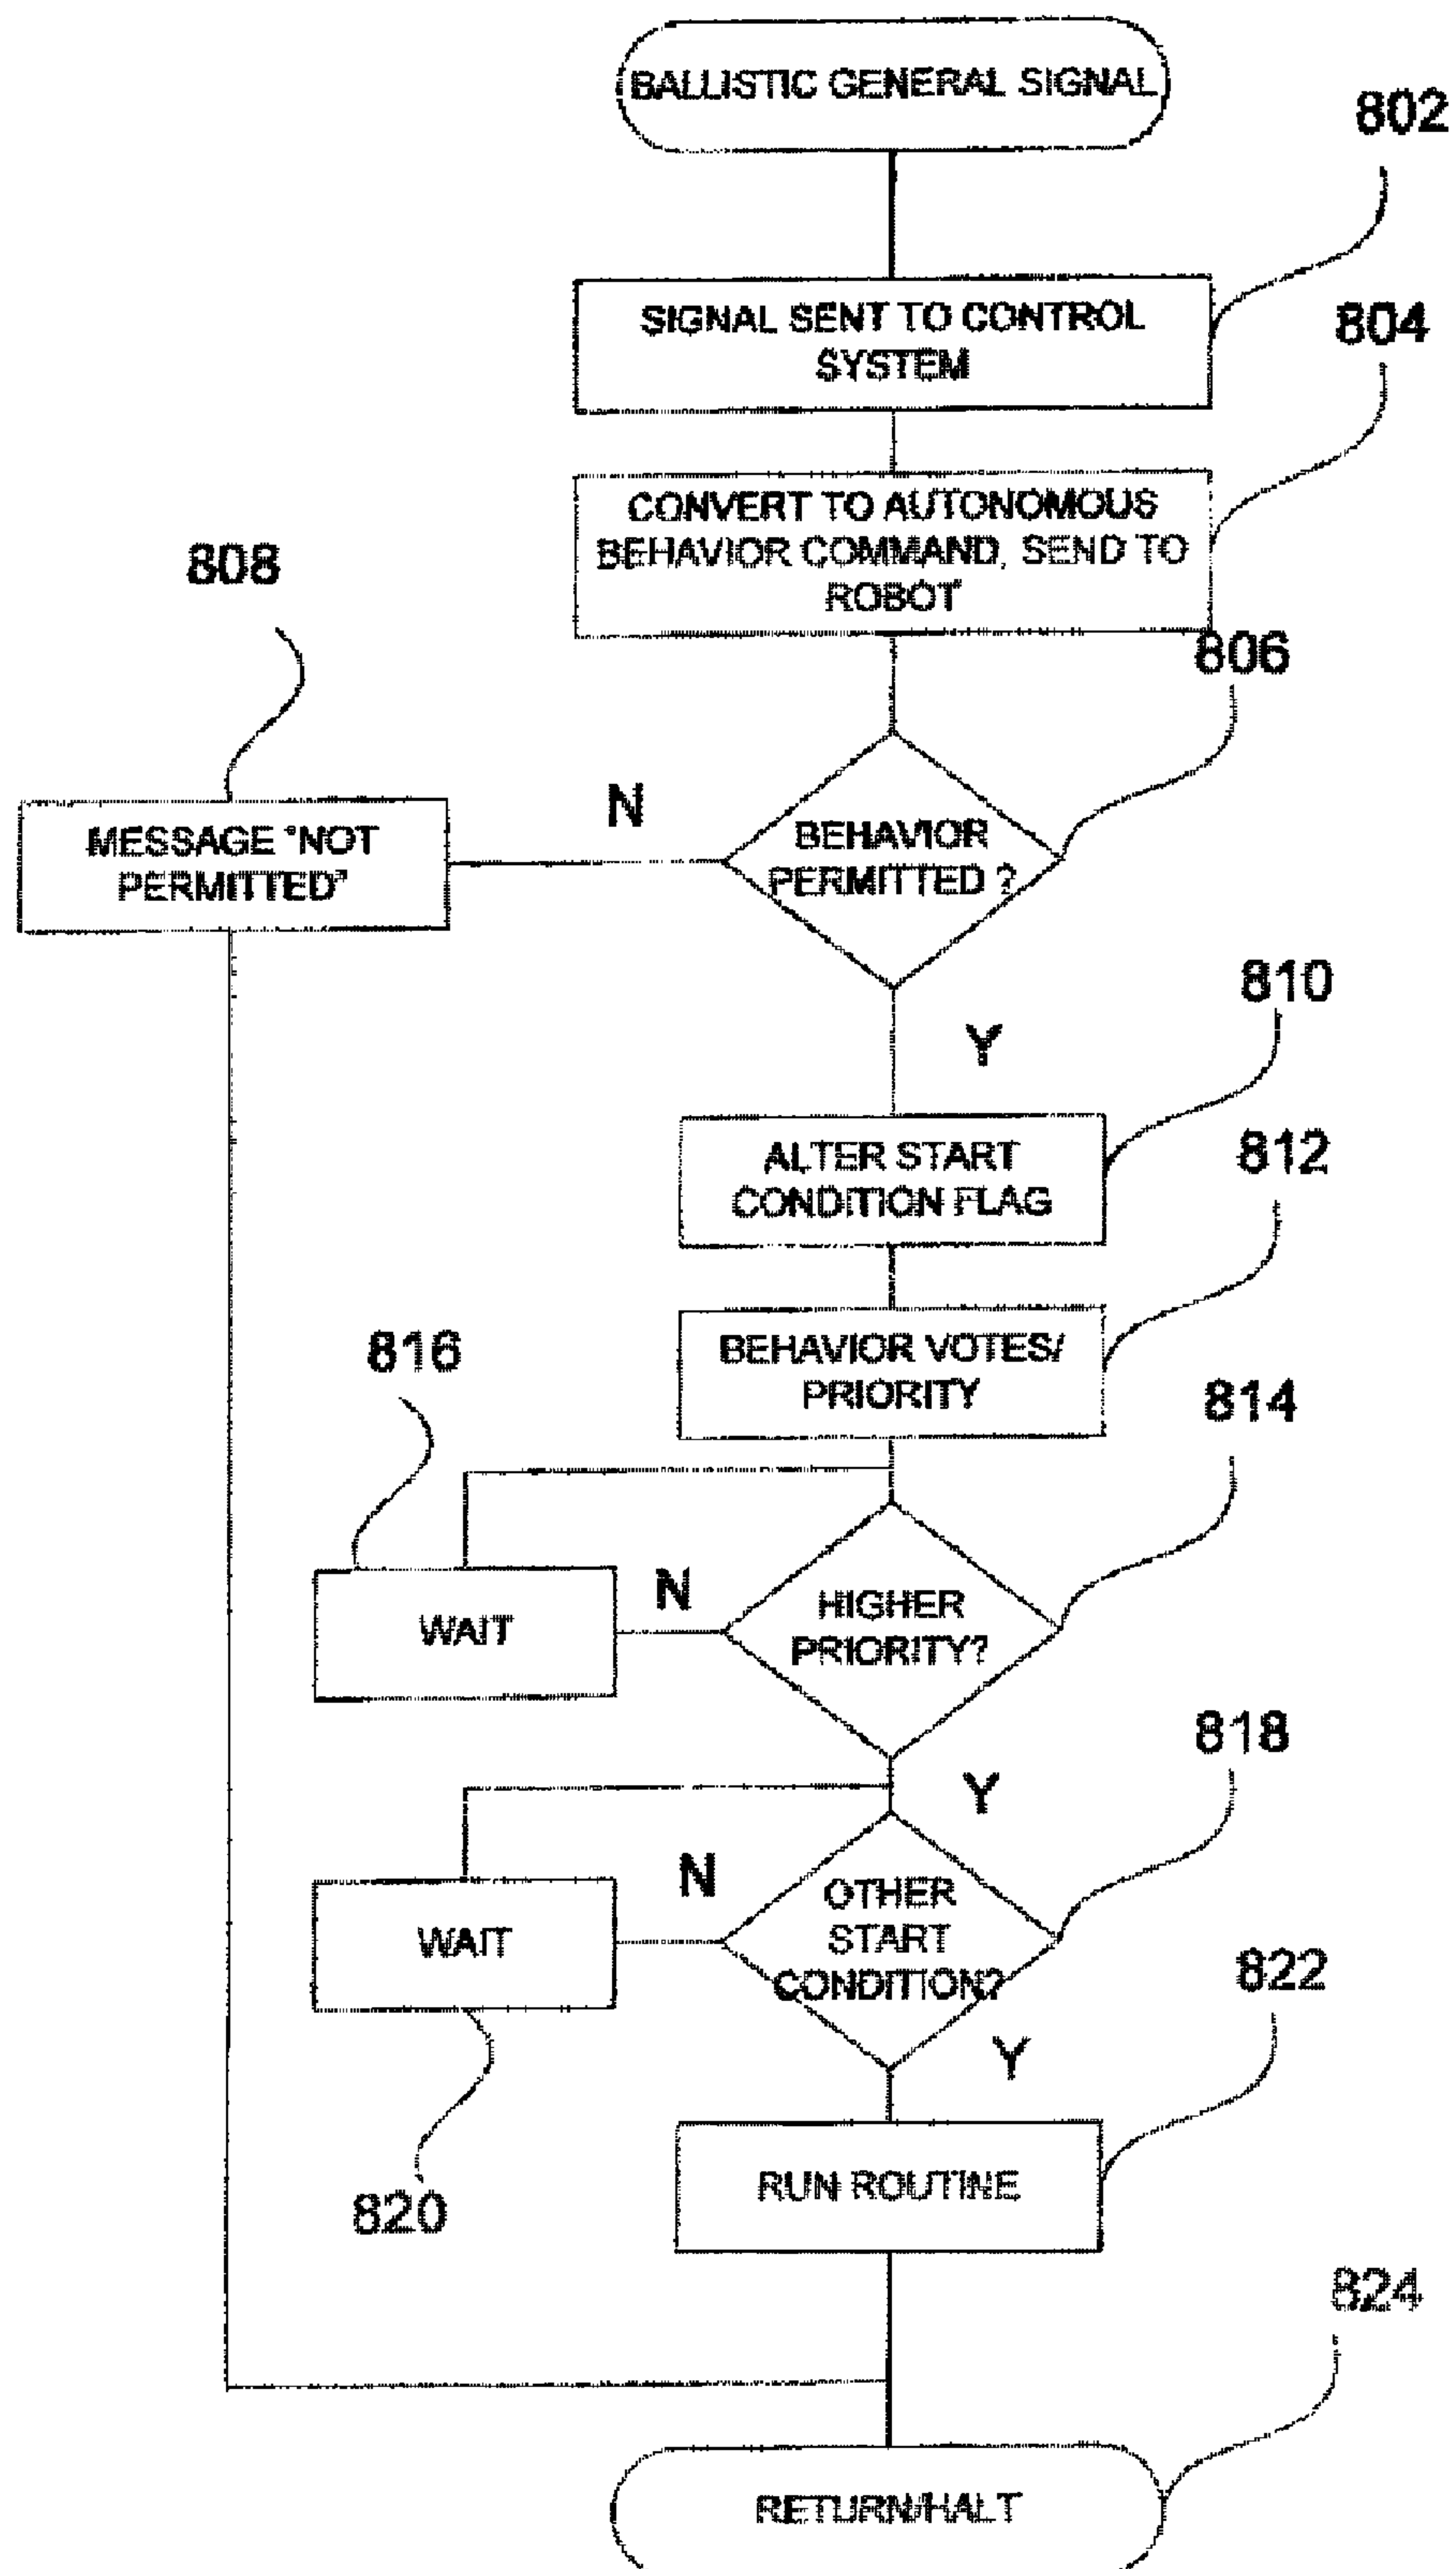 BALLISTIC GENERAL SIGNAL
802
SIGNAL SENT TO CONTROL
SYSTEM
804
CONVERT TO AUTONOMOUS
BEHAVIOR COMMAND, SEND TO
ROBOT
806
808
MESSAGE "NOT
PERMITTED"
N
BEHAVIOR
PERMITTED ?
Y
810
ALTER START
CONDITION FLAG
812
BEHAVIOR VOTES/
PRIORITY
814
816
WAIT
N
HIGHER
PRIORITY?
Y
818
WAIT
N
OTHER
START
CONDITION?
Y
820
822
RUN ROUTINE
824
RETURN/HALT